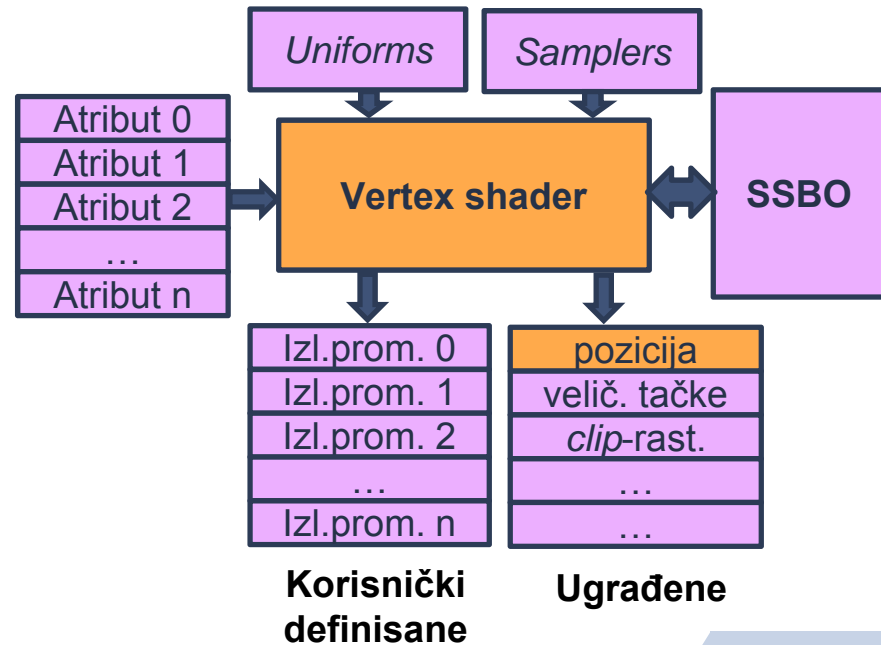 Uniforms
Samplers
Atribut 0
Atribut 1
Atribut 2
…
Atribut n
Vertex shader
SSBO
Izl.prom. 0
Izl.prom. 1
Izl.prom. 2
…
Izl.prom. n
pozicija
velič. tačke
clip-rast.
…
…
Korisnički
definisane
Ugrađene